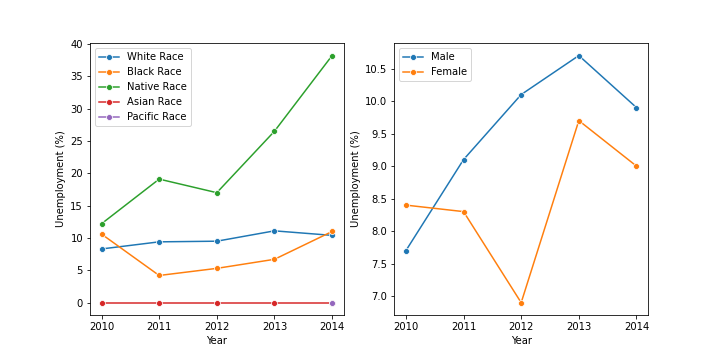 40
35
30
25
20
15
10
5
0
Unemployment (%)
White Race
Black Race
Native Race
Asian Race
Pacific Race
2010 2011 2012 2013 2014
Year
10.5
10.0
9.5
9.0
8.5
8.0
7.5
7.0
Unemployment (%)
Male
Female
2010 2011 2012 2013 2014
Year